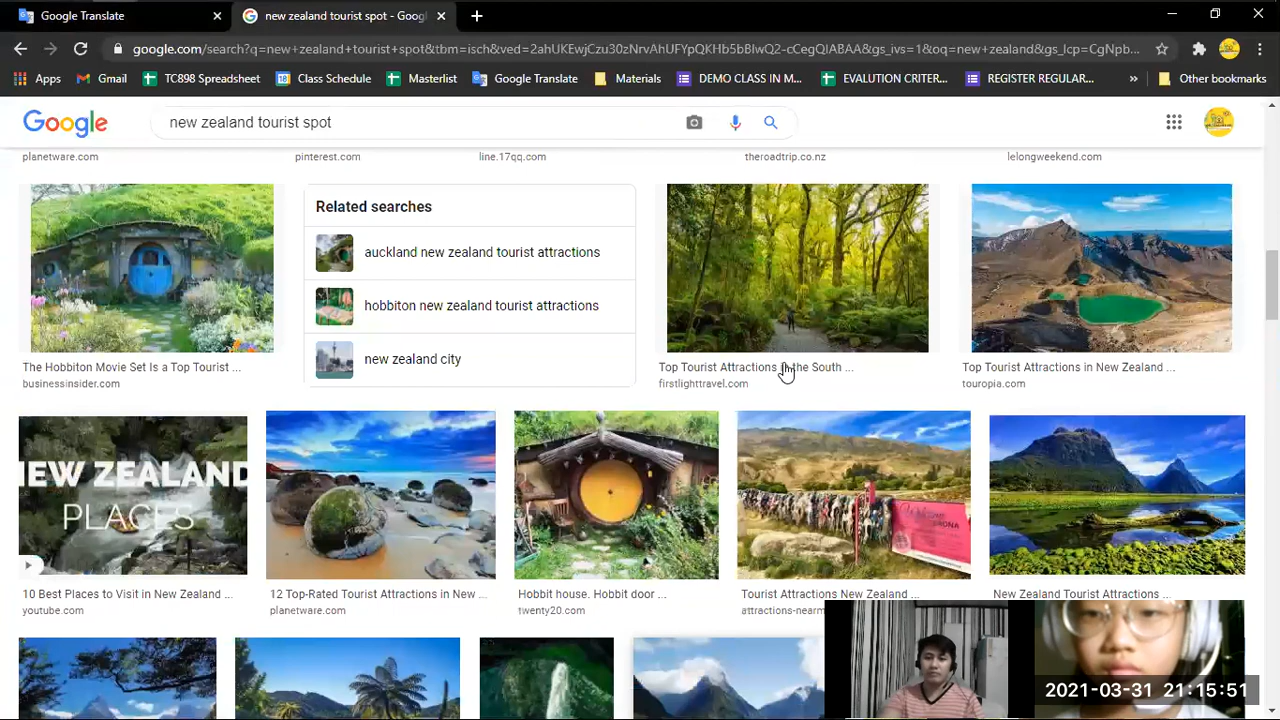 Google Translate
new zealand tourist spot - Goog
google.com/search?q=new+zealand+tourist+spot&tbm=isch&ved=2ahUKEwjCzu30zNrvAhUFYpQKHb5bBIwQ2-cCegQIABAA&gs_ivs=1&oq=new+zealand&gs_lcp=CgNpb...
Apps
Gmail
TC898 Spreadsheet
Class Schedule
Masterlist
Google Translate
Materials
DEMO CLASS IN M...
EVALUTION CRITER...
REGISTER REGULAR...
»
Other bookmarks
Google
new zealand tourist spot
planetware.com
pinterest.com
line.17qq.com
theroadtrip.co.nz
lelongweekend.com
Related searches
auckland new zealand tourist attractions
hobbiton new zealand tourist attractions
new zealand city
The Hobbiton Movie Set Is a Top Tourist ...
businessinsider.com
Top Tourist Attractions in the South ...
firstlighttravel.com
Top Tourist Attractions in New Zealand ...
touropia.com
NEW ZEALAND
PLACES
Welcome
10 Best Places to Visit in New Zealand ...
youtube.com
12 Top-Rated Tourist Attractions in New ...
planetware.com
Hobbit house. Hobbit door ...
twenty20.com
Tourist Attractions New Zealand ...
attractions-nearm
New Zealand Tourist Attractions ...
2021-03-31 21:15:51